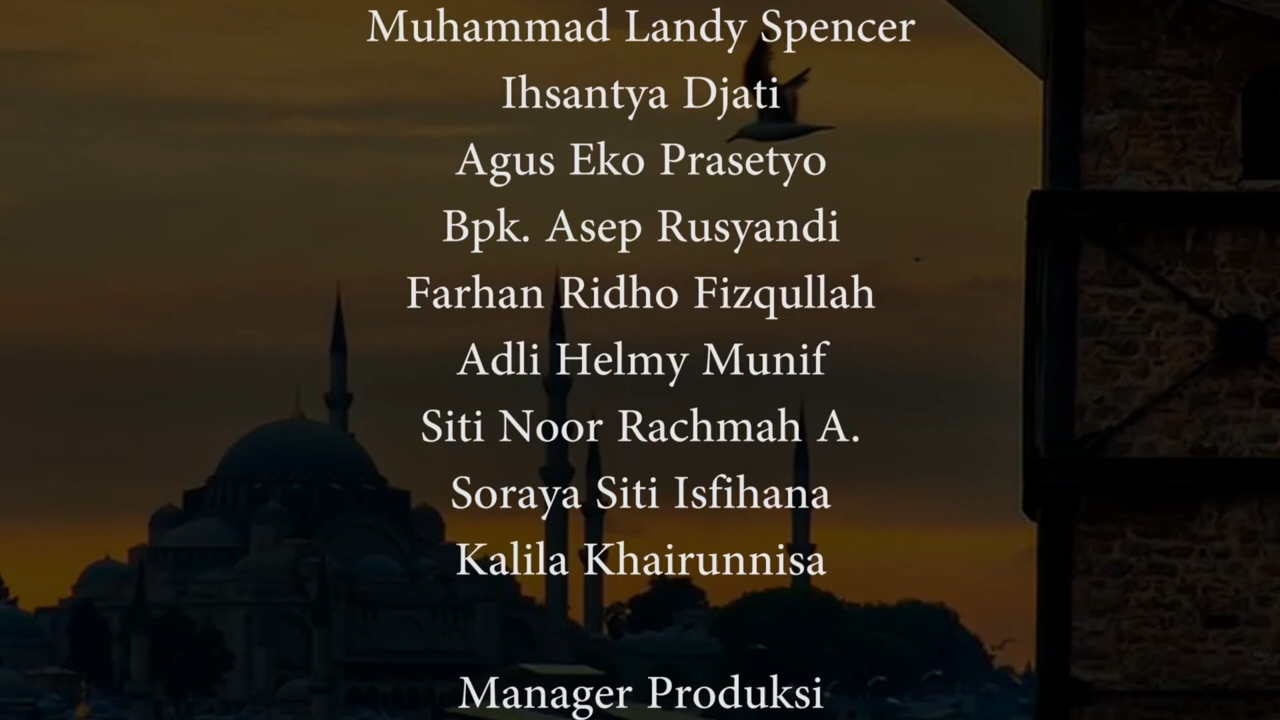 Muhammad Landy Spencer
Ihsantya Djati
Agus Eko Prasetyo
Bpk. Asep Rusyandi
Farhan Ridho Fizqullah
Adli Helmy Munif
Siti Noor Rachmah A.
Soraya Siti Isfihana
Kalila Khairunnisa
Manager Produksi